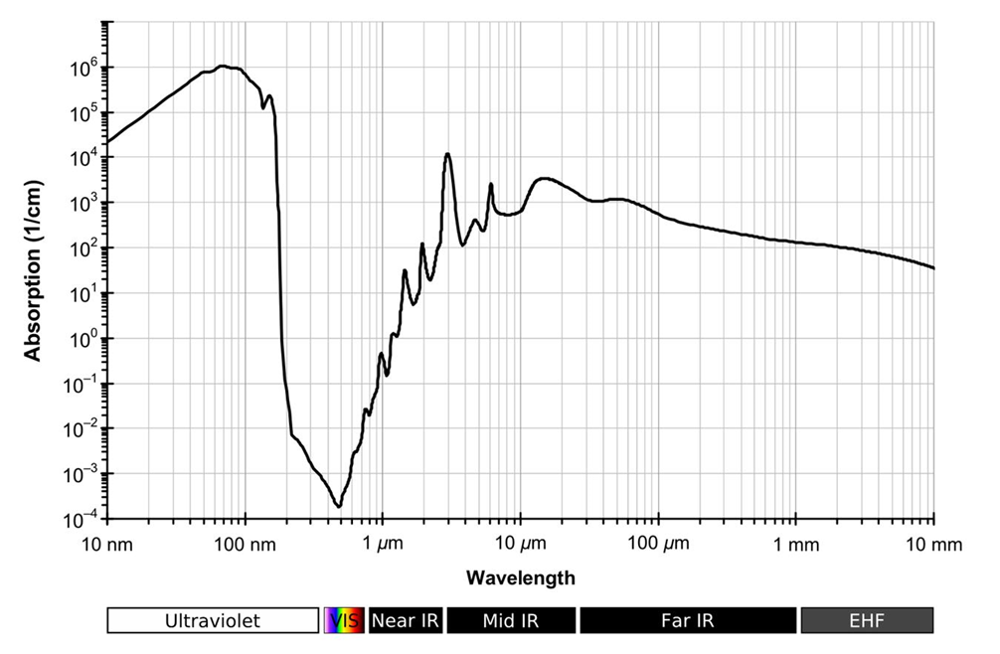 Absorption (1/cm)
10⁶
10⁵
10⁴
10³
10²
10¹
10⁰
10⁻¹
10⁻²
10⁻³
10⁻⁴
10 nm 100 nm 1 µm 10 µm 100 µm 1 mm 10 mm
Wavelength
Ultraviolet VIS Near IR Mid IR Far IR EHF